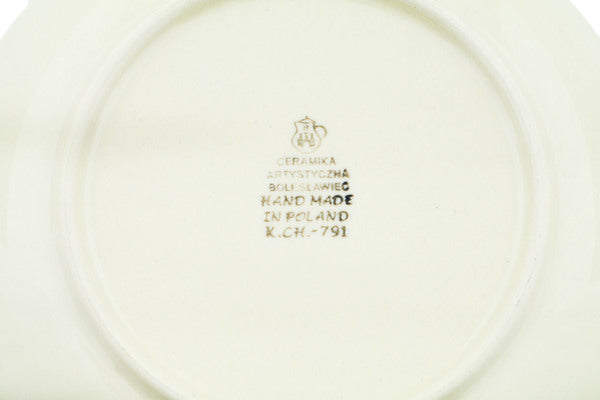 CERAMIKA
ARTYSTYCZNA
BOLESŁAWIEC
HAND MADE
IN POLAND
K.CH.-791